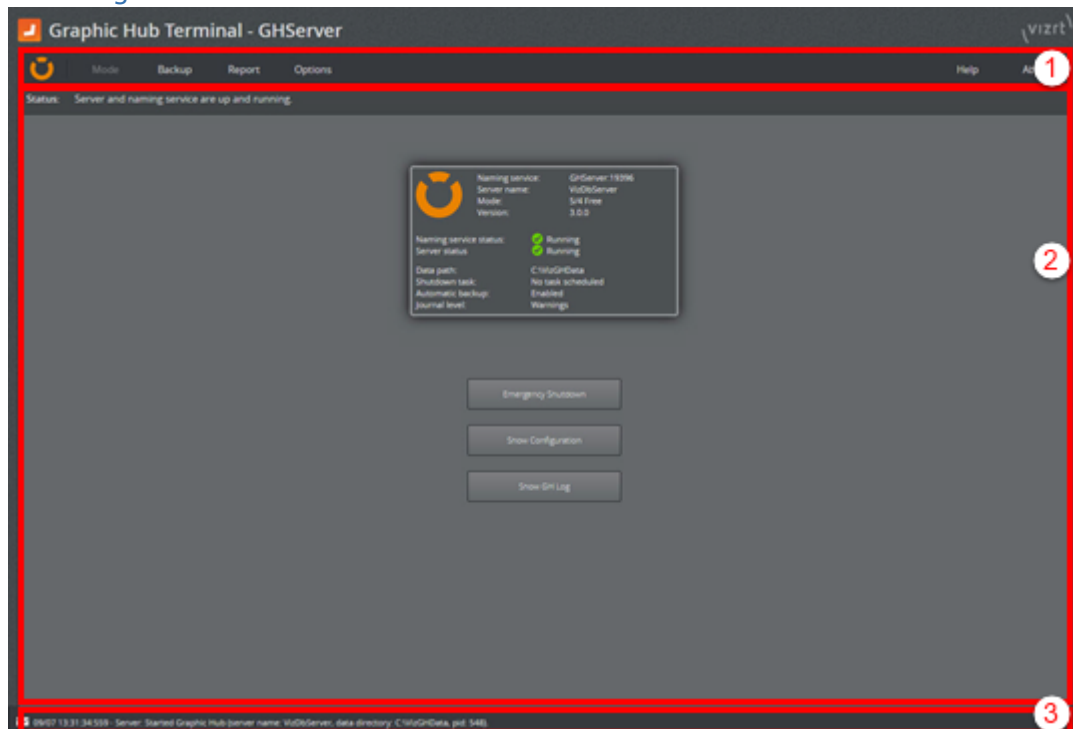 Graphic Hub Terminal - GHServer
vizrt
Mode Backup Report Options Help
1
Status: Server and naming service are up and running.
Naming service: GHServer:19396
Server name: VizDbServer
Mode: 5/4 Free
Version: 3.0.0
Naming service status: Running
Server status Running
Data path: C:\VizGHData
Shutdown task: No task scheduled
Automatic backup: Enabled
Journal level: Warnings
2
Emergency Shutdown
Show Configuration
Show GH Log
3
09/07 13:31:34:559 - Server: Started Graphic Hub (server name: VizDbServer, data directory: C:\VizGHData, pid: 548).